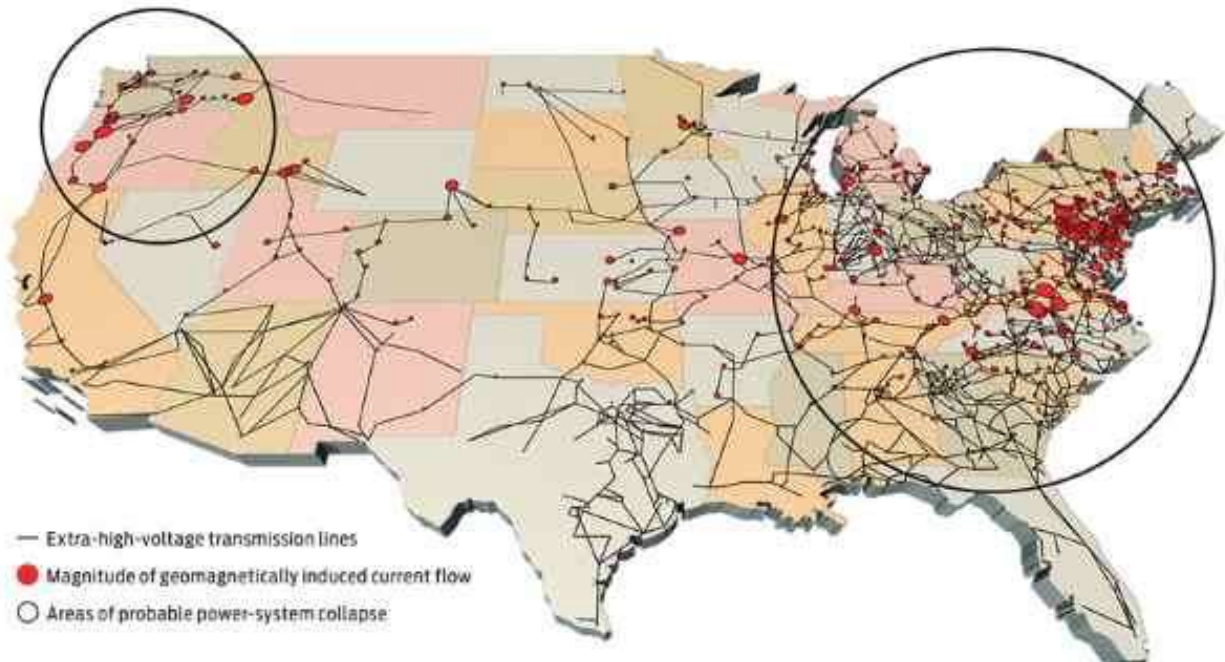 Extra-high-voltage transmission lines
Magnitude of geomagnetically induced current flow
Areas of probable power-system collapse